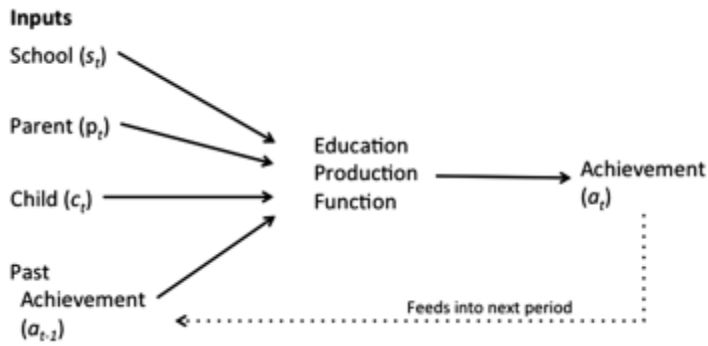 Inputs
School (sₜ)
Parent (pₜ)
Child (cₜ)
Past
Achievement
(aₜ₋₁)
Education
Production
Function
Achievement
(aₜ)
Feeds into next period